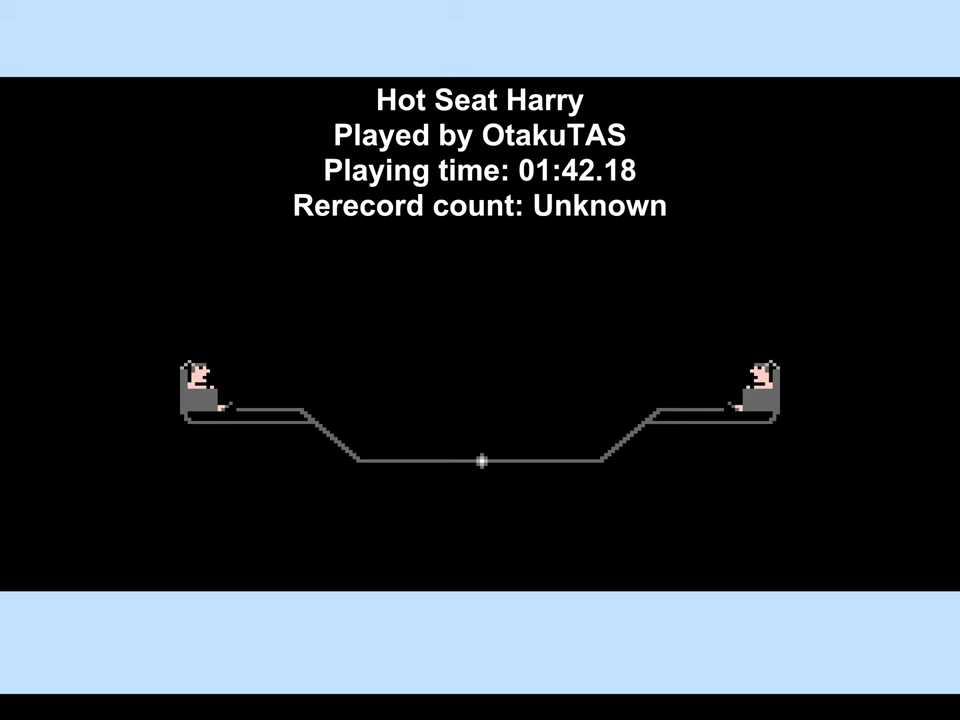 Hot Seat Harry
Played by OtakuTAS
Playing time: 01:42.18
Rerecord count: Unknown